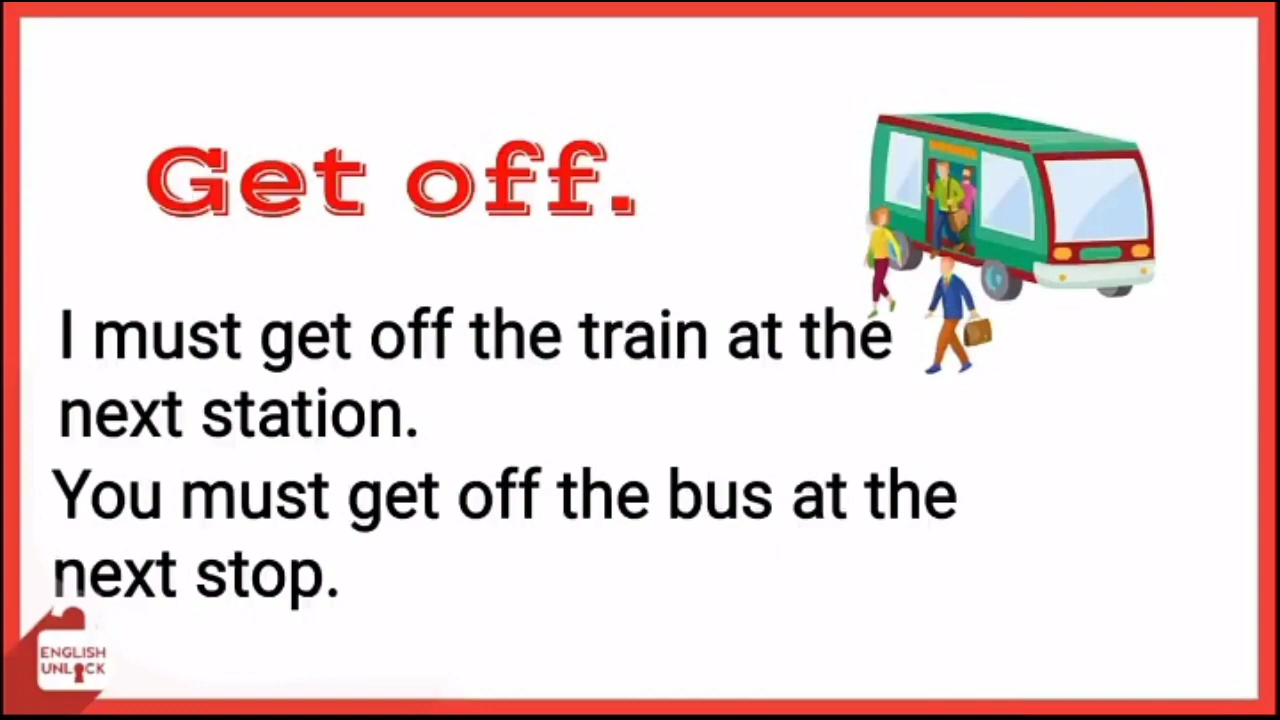 Get off.
I must get off the train at the
next station.
You must get off the bus at the
next stop.
ENGLISH
UNLOCK